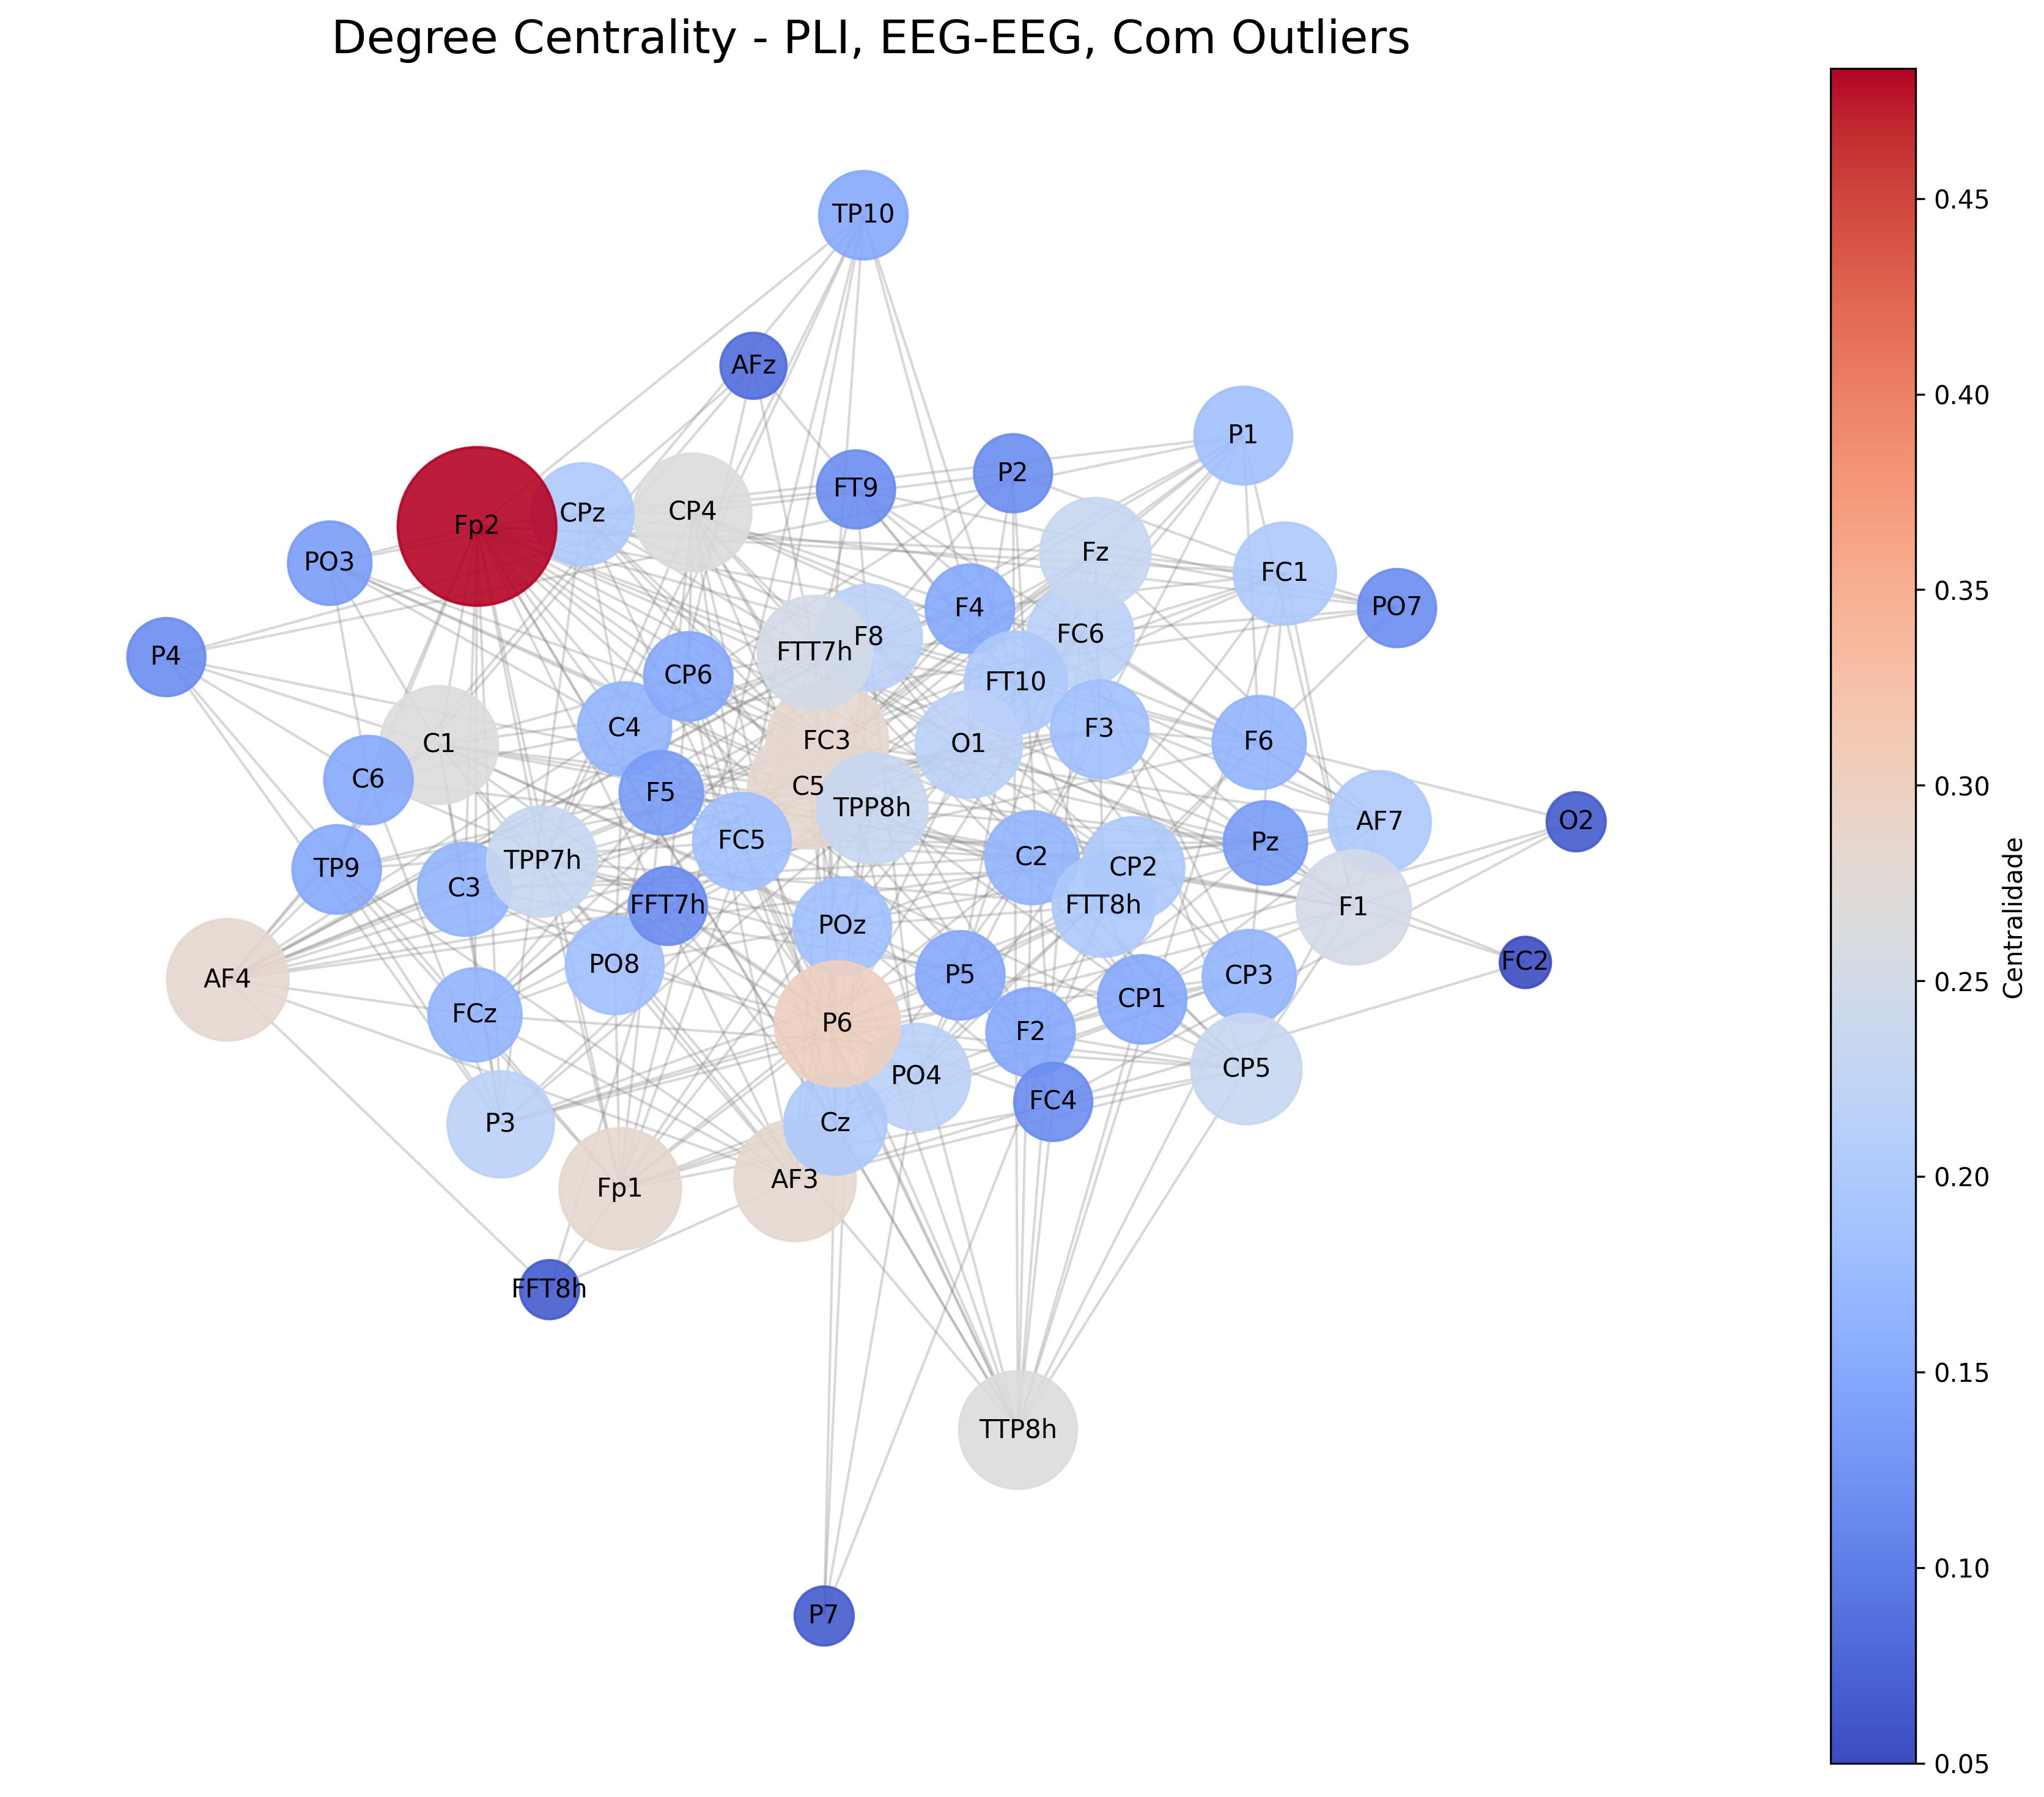 Degree Centrality - PLI, EEG-EEG, Com Outliers
TP10
AFz
P1
P2
FT9
CP4
CPz
Fp2
Fz
PO3
FC1
PO7
F4
FC6
F8
FTT7h
P4
CP6
FT10
C4
F3
FC3
F6
O1
C1
C6
C5
F5
TPP8h
AF7
O2
FC5
Pz
C2
TPP7h
CP2
TP9
C3
FFT7h
FTT8h
F1
POz
FC2
PO8
P5
CP3
AF4
CP1
FCz
P6
F2
CP5
PO4
FC4
P3
Cz
AF3
Fp1
FFT8h
TTP8h
P7
0.45
0.40
0.35
0.30
0.25
0.20
0.15
0.10
0.05
Centralidade